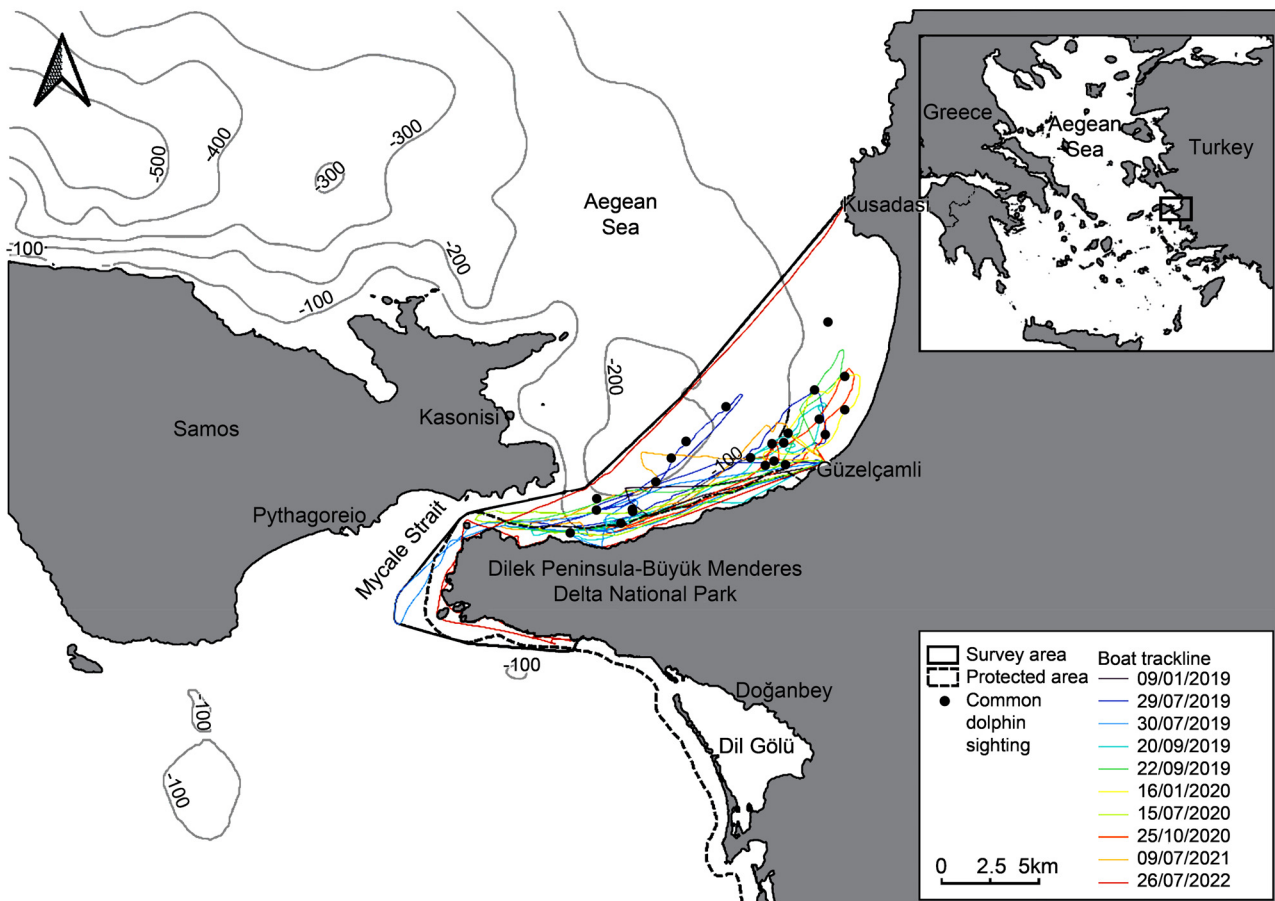 -500
-400
-300
-300
-200
-100
-100
Aegean
Sea
-200
-100
Samos
Kasonisi
Pythagoreio
Mycale Strait
Kusadasi
Güzelçamli
Dilek Peninsula-Büyük Menderes
Delta National Park
-100
-100
-100
Doğanbey
Dil Gölü
Greece
Aegean
Sea
Turkey
Survey area
Protected area
Common
dolphin
sighting
0 2.5 5km
Boat trackline
09/01/2019
29/07/2019
30/07/2019
20/09/2019
22/09/2019
16/01/2020
15/07/2020
25/10/2020
09/07/2021
26/07/2022